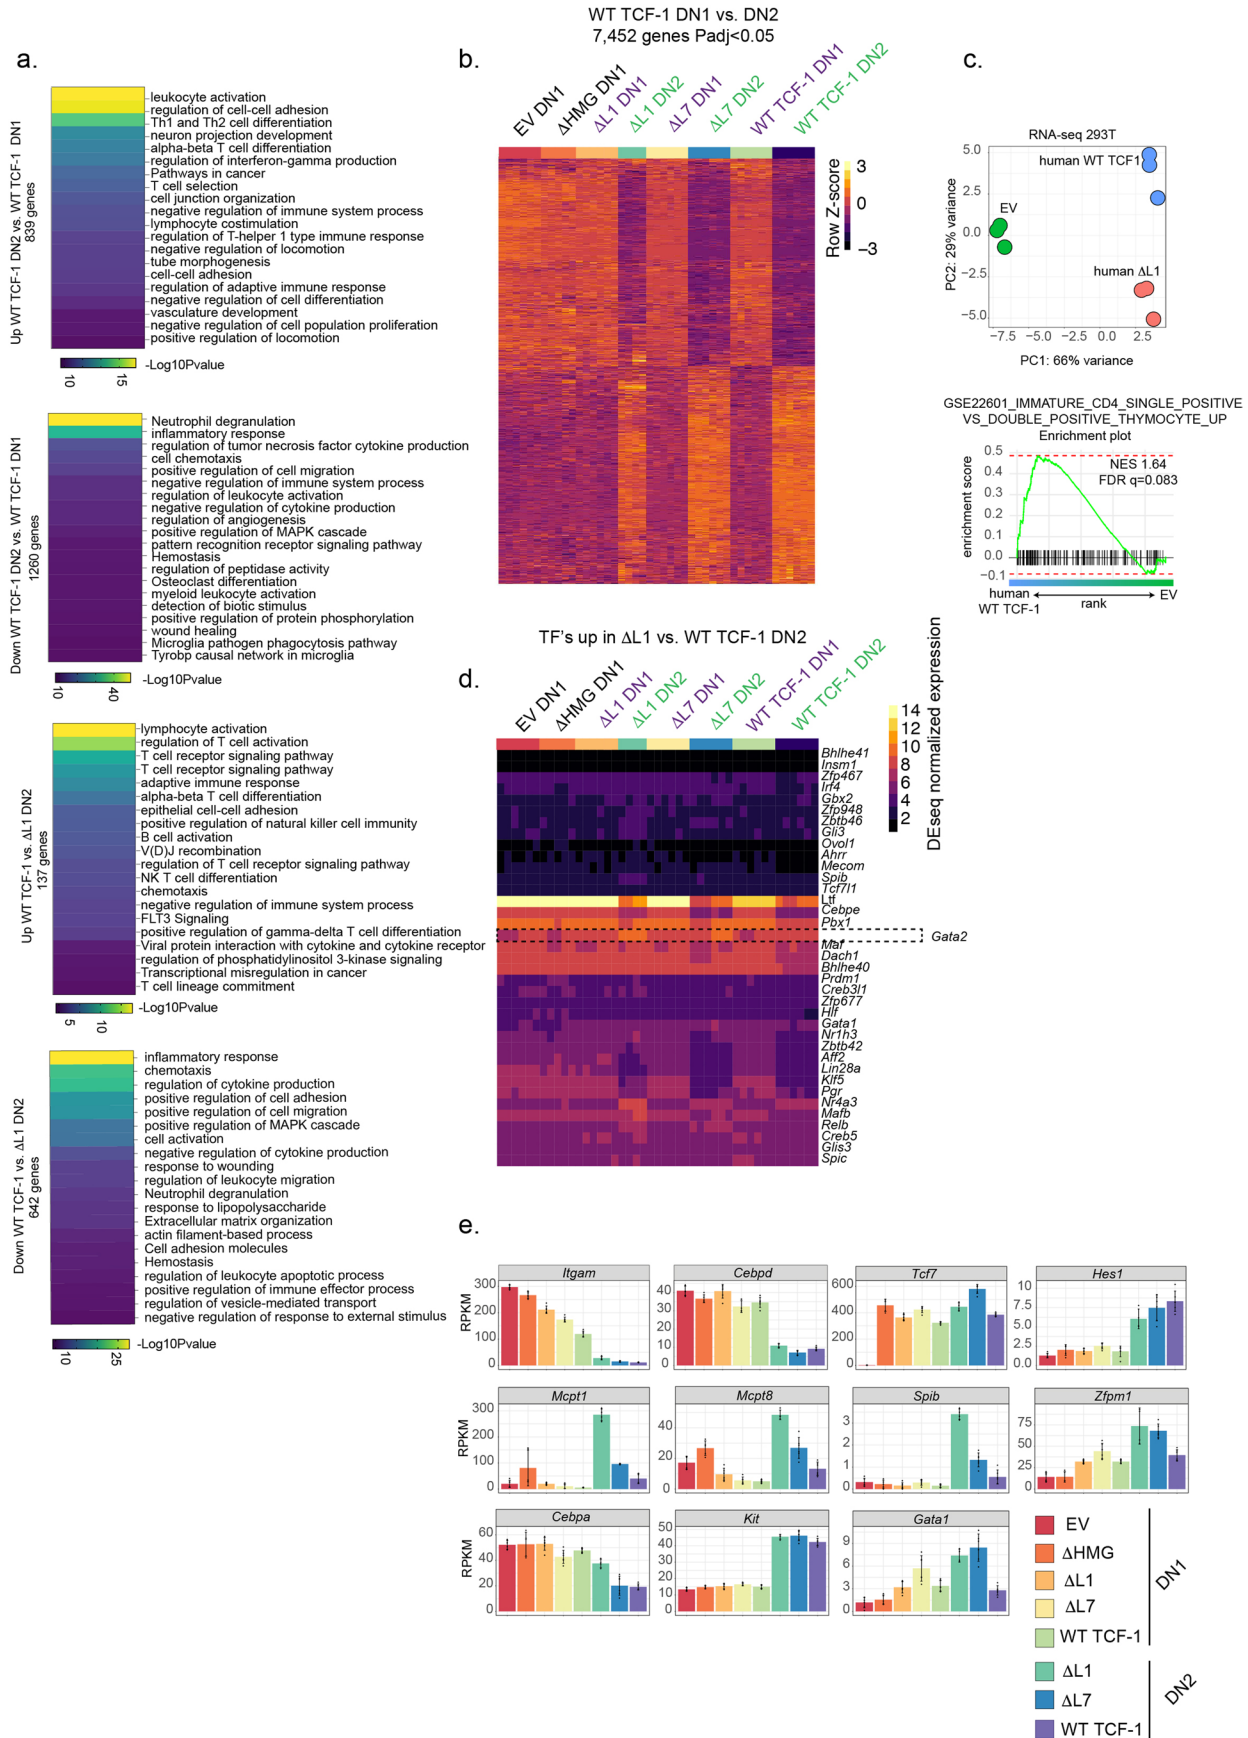 a.
Up WT TCF-1 DN2 vs. WT TCF-1 DN1
839 genes
leukocyte activation
regulation of cell-cell adhesion
Th1 and Th2 cell differentiation
neuron projection development
alpha-beta T cell differentiation
regulation of interferon-gamma production
Pathways in cancer
T cell selection
cell junction organization
negative regulation of immune system process
lymphocyte costimulation
regulation of T-helper 1 type immune response
negative regulation of locomotion
tube morphogenesis
cell-cell adhesion
regulation of adaptive immune response
negative regulation of cell differentiation
vasculature development
negative regulation of cell population proliferation
positive regulation of locomotion
10 15 -Log10Pvalue
Down WT TCF-1 DN2 vs. WT TCF-1 DN1
1260 genes
Neutrophil degranulation
inflammatory response
regulation of tumor necrosis factor cytokine production
cell chemotaxis
positive regulation of cell migration
negative regulation of immune system process
regulation of leukocyte activation
negative regulation of cytokine production
regulation of angiogenesis
positive regulation of MAPK cascade
pattern recognition receptor signaling pathway
Hemostasis
regulation of peptidase activity
Osteoclast differentiation
myeloid leukocyte activation
detection of biotic stimulus
positive regulation of protein phosphorylation
wound healing
Microglia pathogen phagocytosis pathway
Tyrobp causal network in microglia
10 40 -Log10Pvalue
Up WT TCF-1 vs. ΔL1 DN2
137 genes
lymphocyte activation
regulation of T cell activation
T cell receptor signaling pathway
T cell receptor signaling pathway
adaptive immune response
alpha-beta T cell differentiation
epithelial cell-cell adhesion
positive regulation of natural killer cell immunity
B cell activation
V(D)J recombination
regulation of T cell receptor signaling pathway
NK T cell differentiation
chemotaxis
negative regulation of immune system process
FLT3 Signaling
positive regulation of gamma-delta T cell differentiation
Viral protein interaction with cytokine and cytokine receptor
regulation of phosphatidylinositol 3-kinase signaling
Transcriptional misregulation in cancer
T cell lineage commitment
5 10 -Log10Pvalue
Down WT TCF-1 vs. ΔL1 DN2
642 genes
inflammatory response
chemotaxis
regulation of cytokine production
positive regulation of cell adhesion
positive regulation of cell migration
positive regulation of MAPK cascade
cell activation
negative regulation of cytokine production
response to wounding
regulation of leukocyte migration
Neutrophil degranulation
response to lipopolysaccharide
Extracellular matrix organization
actin filament-based process
Cell adhesion molecules
Hemostasis
regulation of leukocyte apoptotic process
positive regulation of immune effector process
regulation of vesicle-mediated transport
negative regulation of response to external stimulus
10 25 -Log10Pvalue
b.
WT TCF-1 DN1 vs. DN2
7,452 genes Padj<0.05
EV DN1
ΔHMG DN1
ΔL1 DN1
ΔL1 DN2
ΔL7 DN1
ΔL7 DN2
WT TCF-1 DN1
WT TCF-1 DN2
Row Z-score
3
0
−3
c.
RNA-seq 293T
PC2: 29% variance
5.0
2.5
0.0
−2.5
−5.0
human WT TCF1
EV
human ΔL1
−7.5 −5.0 −2.5 0.0 2.5
PC1: 66% variance
GSE22601_IMMATURE_CD4_SINGLE_POSITIVE
VS_DOUBLE_POSITIVE_THYMOCYTE_UP
Enrichment plot
enrichment score
0.5
0.4
0.3
0.2
0.1
0.0
−0.1
NES 1.64
FDR q=0.083
human
WT TCF-1
rank
EV
d.
TF's up in ΔL1 vs. WT TCF-1 DN2
EV DN1
ΔHMG DN1
ΔL1 DN1
ΔL1 DN2
ΔL7 DN1
ΔL7 DN2
WT TCF-1 DN1
WT TCF-1 DN2
DEseq normalized expression
14
12
10
8
6
4
2
Bhlhe41
Insm1
Zfp467
Irf4
Gbx2
Zfp948
Zbtb46
Gli3
Ovol1
Ahrr
Mecom
Spib
Tcf7l1
Ltf
Cebpe
Pbx1
Gata2
Maf
Dach1
Bhlhe40
Prdm1
Creb3l1
Zfp677
Hlf
Gata1
Nr1h3
Zbtb42
Aff2
Lin28a
Klf5
Pgr
Nr4a3
Mafb
Relb
Creb5
Glis3
Spic
e.
Itgam
RPKM
300
200
100
0
Cebpd
40
30
20
10
0
Tcf7
600
400
200
0
Hes1
10
7.5
5.0
2.5
0.0
Mcpt1
RPKM
300
200
100
0
Mcpt8
40
20
0
Spib
3
2
1
0
Zfpm1
75
50
25
0
Cebpa
RPKM
60
40
20
0
Kit
50
40
30
20
10
0
Gata1
9
6
3
0
EV
ΔHMG
ΔL1
ΔL7
WT TCF-1
DN1
ΔL1
ΔL7
WT TCF-1
DN2